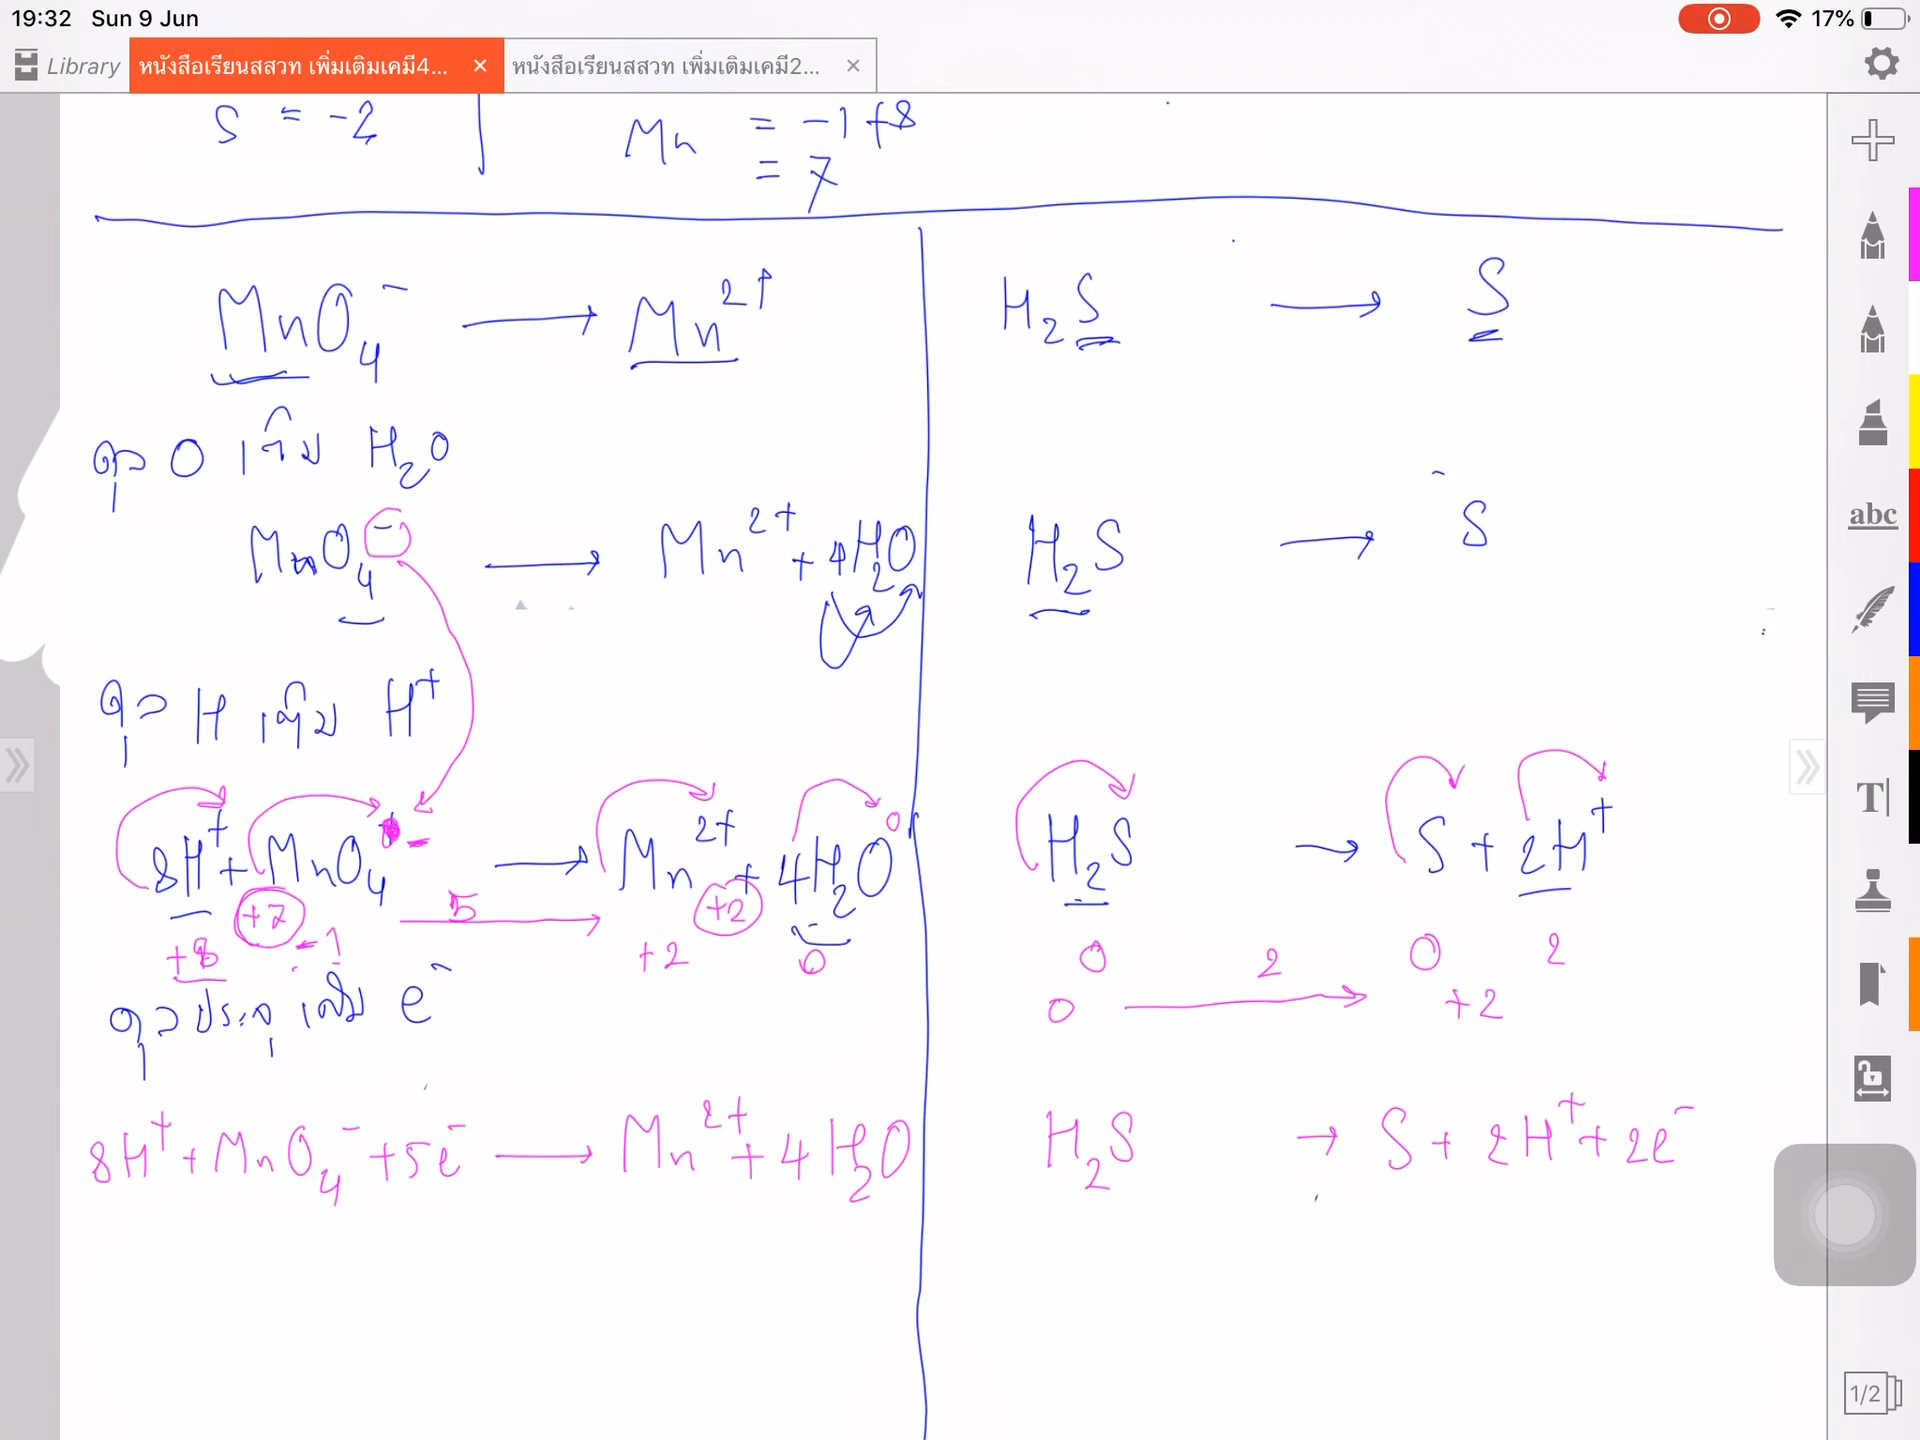 19:32 Sun 9 Jun 17%
Library หนังสือเรียนสสวท เพิ่มเติมเคมี4... × หนังสือเรียนสสวท เพิ่มเติมเคมี2... ×
S = -2
Mn = -1+8
= 7
MnO₄⁻ → Mn²⁺
H₂S → S
ดุล O เติม H₂O
MnO₄⁻ → Mn²⁺ + 4H₂O
H₂S → S
ดุล H เติม H⁺
8H⁺ + MnO₄⁻ → Mn²⁺ + 4H₂O
0
H₂S → S + 2H⁺
+7 5 +2
+8 -1 +2 0
0 2 0 2
0 → +2
ดุลประจุ เติม e⁻
8H⁺ + MnO₄⁻ + 5e⁻ → Mn²⁺ + 4H₂O
H₂S → S + 2H⁺ + 2e⁻
abc
T
1/2